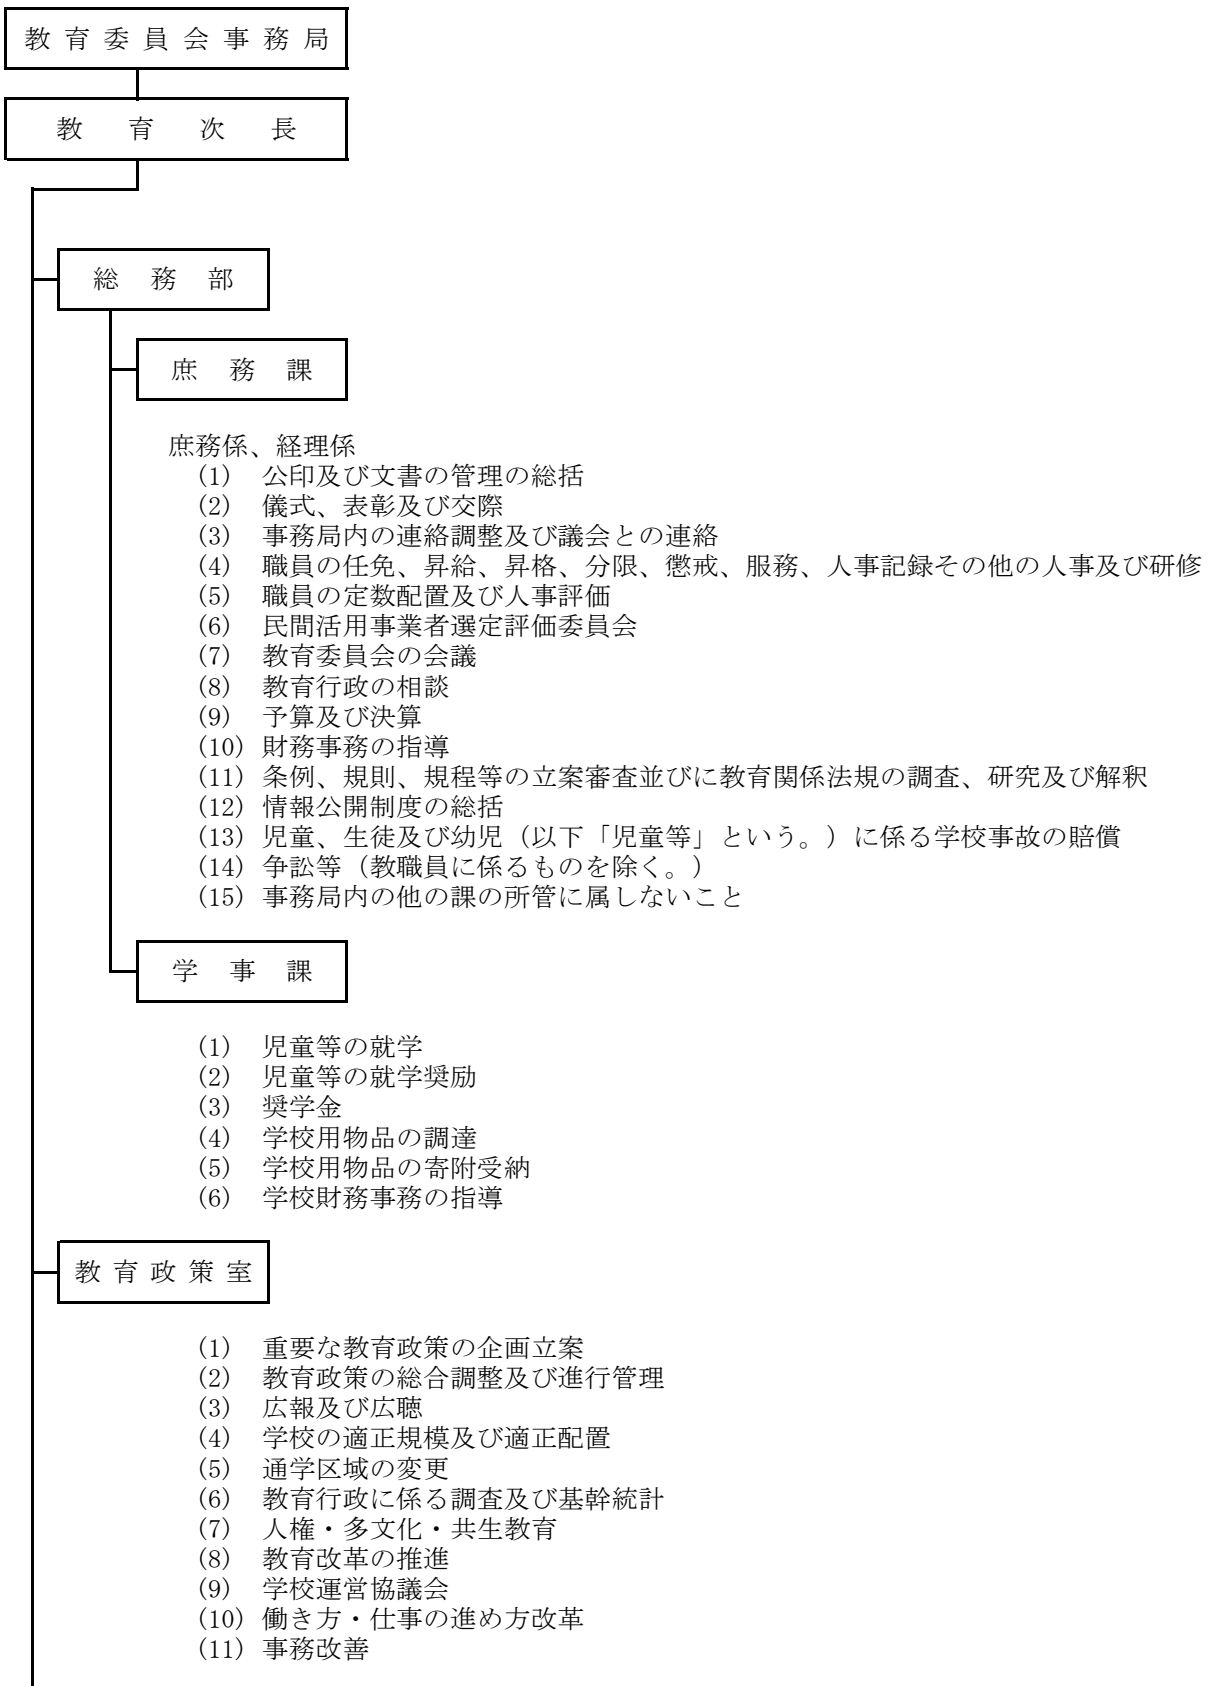 教育委員会事務局
教育次長
総務部
庶務課
庶務係、経理係
(1) 公印及び文書の管理の総括
(2) 儀式、表彰及び交際
(3) 事務局内の連絡調整及び議会との連絡
(4) 職員の任免、昇給、昇格、分限、懲戒、服務、人事記録その他の人事及び研修
(5) 職員の定数配置及び人事評価
(6) 民間活用事業者選定評価委員会
(7) 教育委員会の会議
(8) 教育行政の相談
(9) 予算及び決算
(10) 財務事務の指導
(11) 条例、規則、規程等の立案審査並びに教育関係法規の調査、研究及び解釈
(12) 情報公開制度の総括
(13) 児童、生徒及び幼児（以下「児童等」という。）に係る学校事故の賠償
(14) 争訟等（教職員に係るものを除く。）
(15) 事務局内の他の課の所管に属しないこと
学事課
(1) 児童等の就学
(2) 児童等の就学奨励
(3) 奨学金
(4) 学校用物品の調達
(5) 学校用物品の寄附受納
(6) 学校財務事務の指導
教育政策室
(1) 重要な教育政策の企画立案
(2) 教育政策の総合調整及び進行管理
(3) 広報及び広聴
(4) 学校の適正規模及び適正配置
(5) 通学区域の変更
(6) 教育行政に係る調査及び基幹統計
(7) 人権・多文化・共生教育
(8) 教育改革の推進
(9) 学校運営協議会
(10) 働き方・仕事の進め方改革
(11) 事務改善